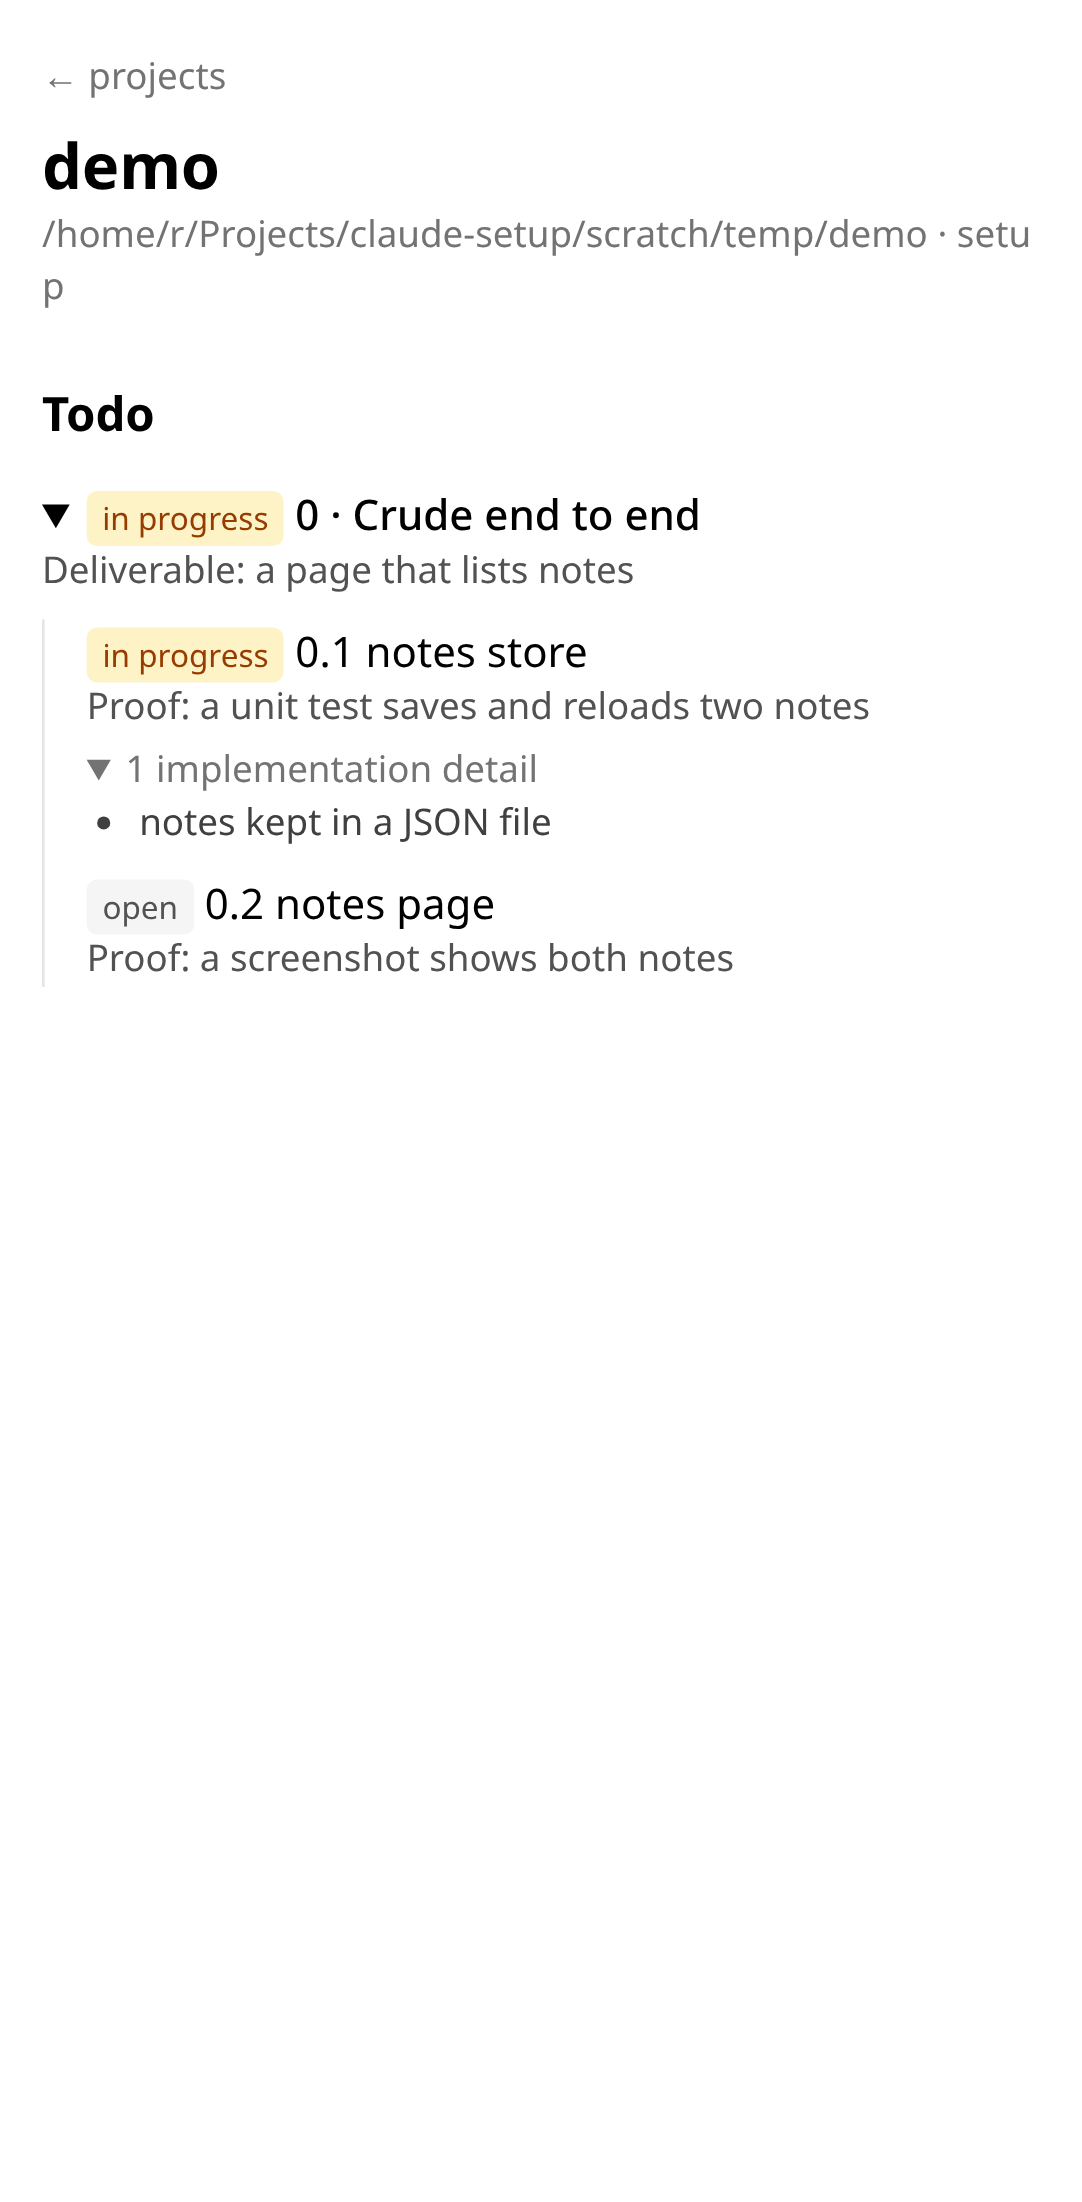 ← projects
demo
/home/r/Projects/claude-setup/scratch/temp/demo · setu
p
Todo
▼ in progress 0 · Crude end to end
Deliverable: a page that lists notes
in progress 0.1 notes store
Proof: a unit test saves and reloads two notes
▼ 1 implementation detail
• notes kept in a JSON file
open 0.2 notes page
Proof: a screenshot shows both notes